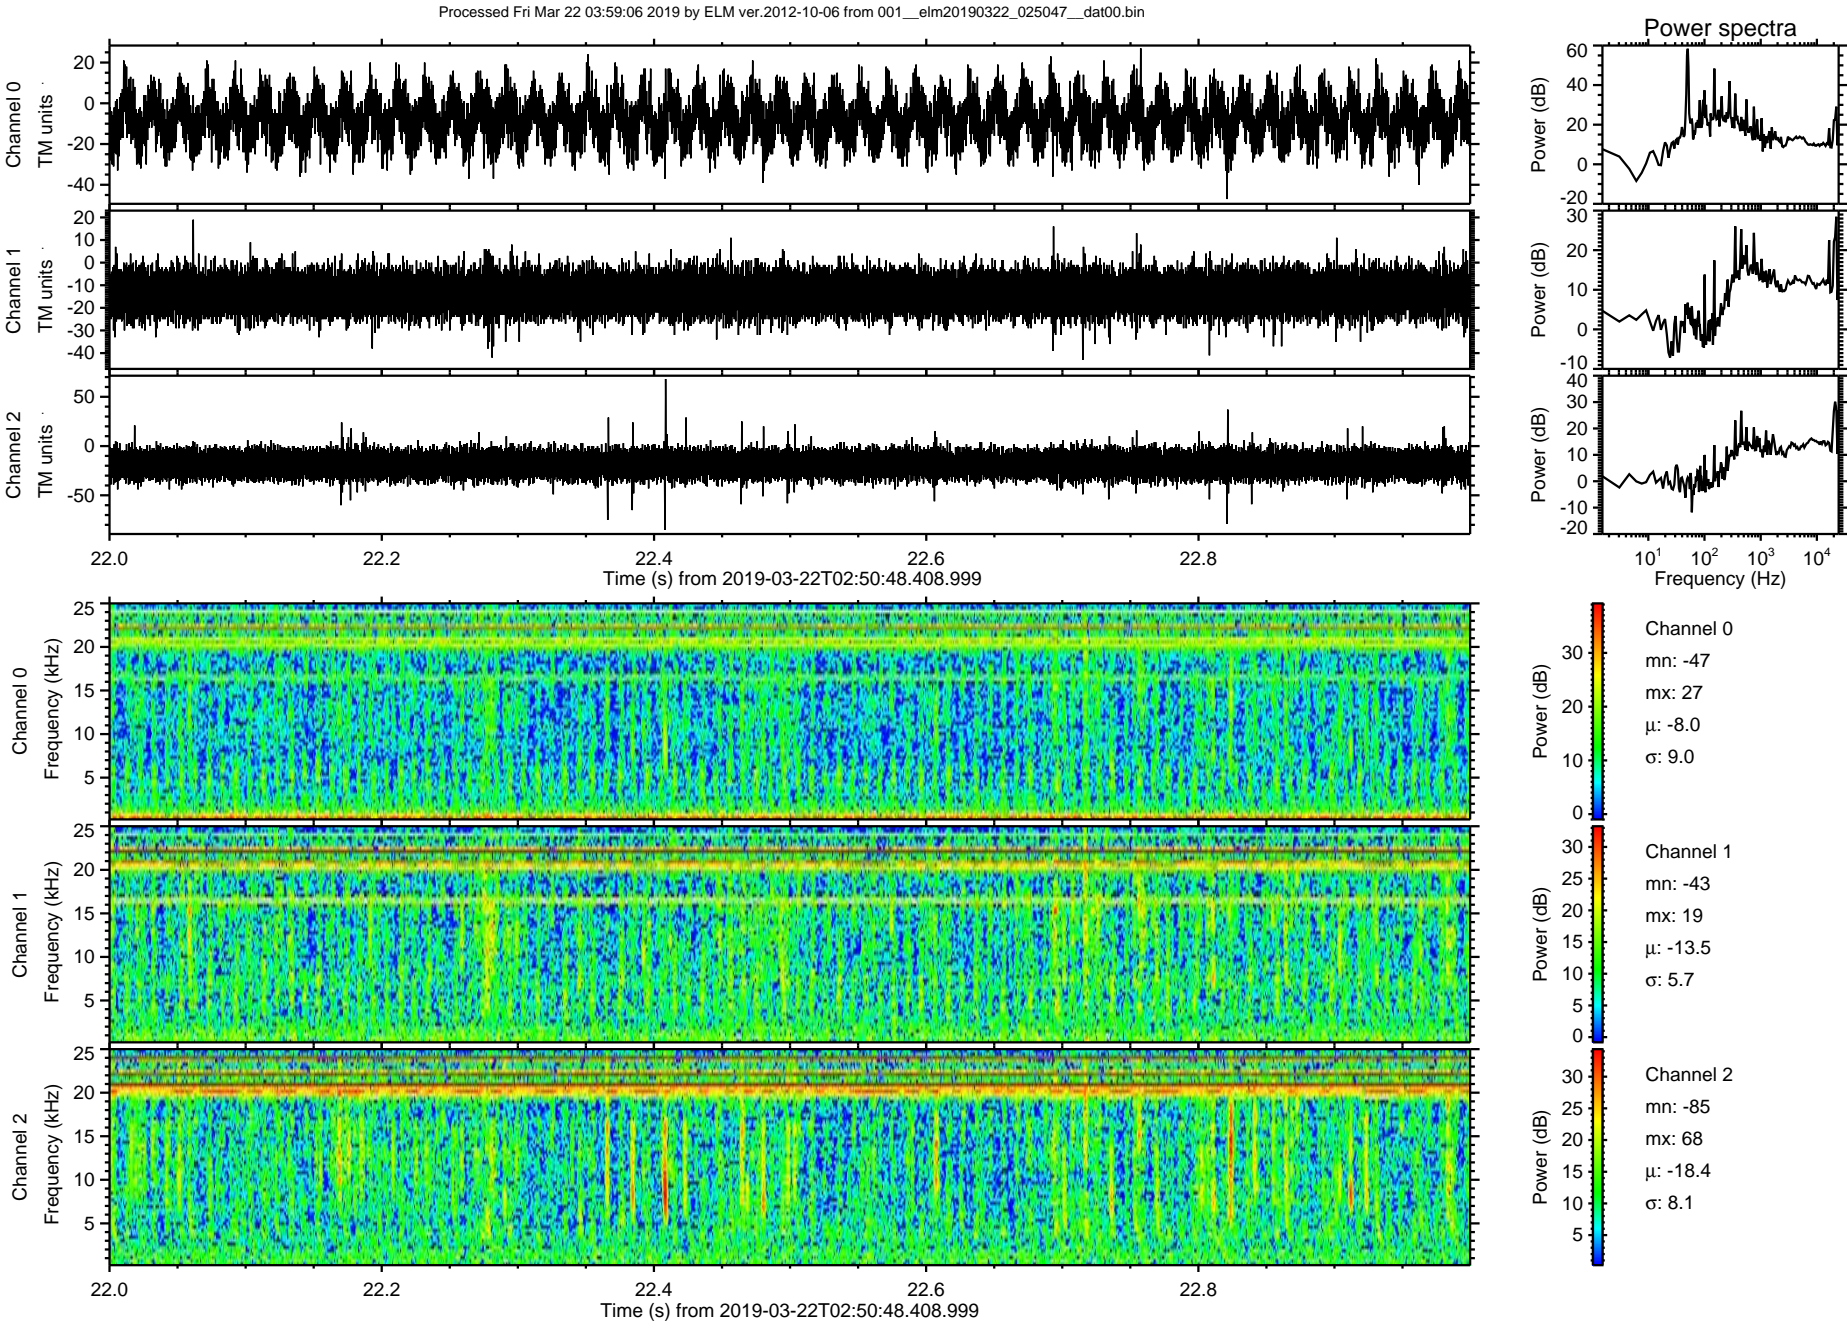 Processed Fri Mar 22 03:59:06 2019 by ELM ver.2012-10-06 from 001__elm20190322_025047__dat00.bin
Power spectra
Channel 0
TM units
20
0
-20
-40
Power (dB)
60
40
20
0
-20
Channel 1
TM units
20
10
0
-10
-20
-30
-40
Power (dB)
30
20
10
0
-10
Channel 2
TM units
50
0
-50
Power (dB)
40
30
20
10
0
-10
-20
22.0 22.2 22.4 22.6 22.8
Time (s) from 2019-03-22T02:50:48.408.999
10¹ 10² 10³ 10⁴
Frequency (Hz)
Channel 0
Frequency (kHz)
25
20
15
10
5
Power (dB)
30
20
10
0
Channel 0
mn: -47
mx: 27
μ: -8.0
σ: 9.0
Channel 1
Frequency (kHz)
25
20
15
10
5
Power (dB)
30
25
20
15
10
5
0
Channel 1
mn: -43
mx: 19
μ: -13.5
σ: 5.7
Channel 2
Frequency (kHz)
25
20
15
10
5
Power (dB)
30
25
20
15
10
5
Channel 2
mn: -85
mx: 68
μ: -18.4
σ: 8.1
22.0 22.2 22.4 22.6 22.8
Time (s) from 2019-03-22T02:50:48.408.999